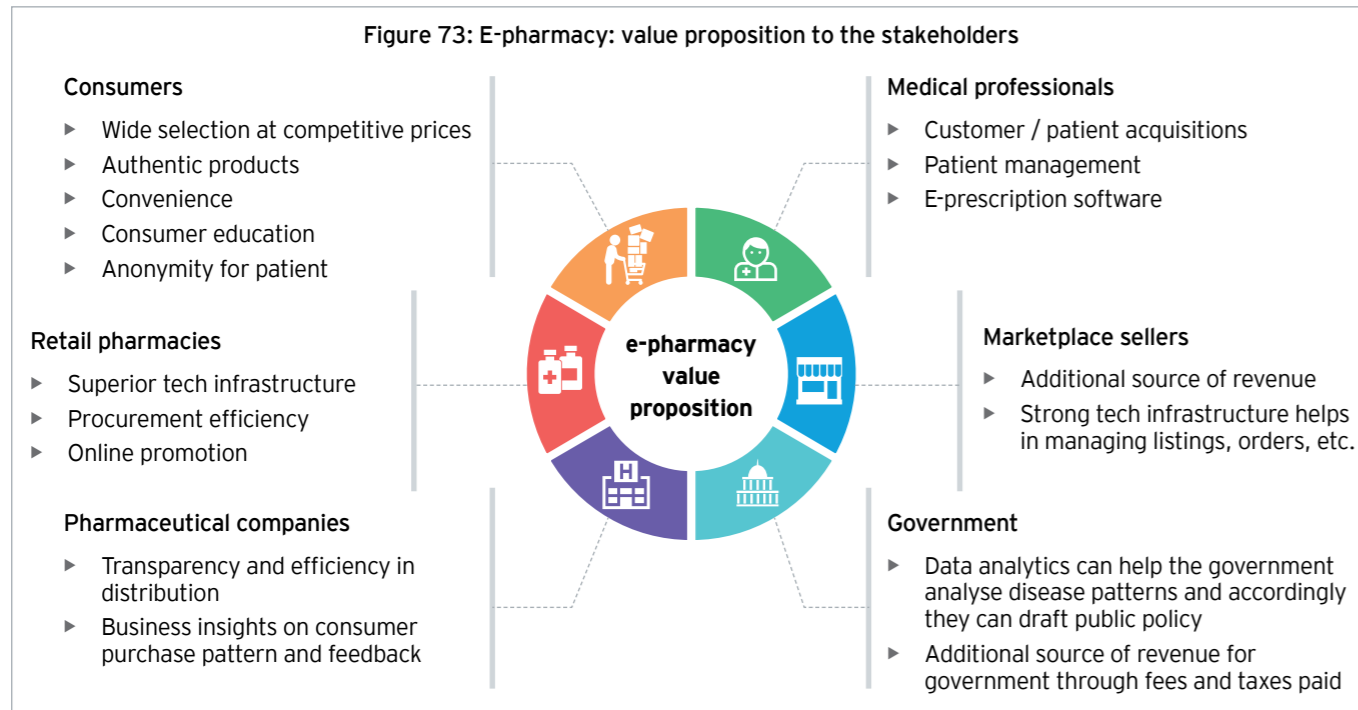 Figure 73: E-pharmacy: value proposition to the stakeholders
Consumers
Wide selection at competitive prices
Authentic products
Convenience
Consumer education
Anonymity for patient
Retail pharmacies
Superior tech infrastructure
Procurement efficiency
Online promotion
Pharmaceutical companies
Transparency and efficiency in
distribution
Business insights on consumer
purchase pattern and feedback
e-pharmacy
value
proposition
H
Medical professionals
Customer / patient acquisitions
Patient management
E-prescription software
Marketplace sellers
Additional source of revenue
Strong tech infrastructure helps
in managing listings, orders, etc.
Government
Data analytics can help the government
analyse disease patterns and accordingly
they can draft public policy
Additional source of revenue for
government through fees and taxes paid